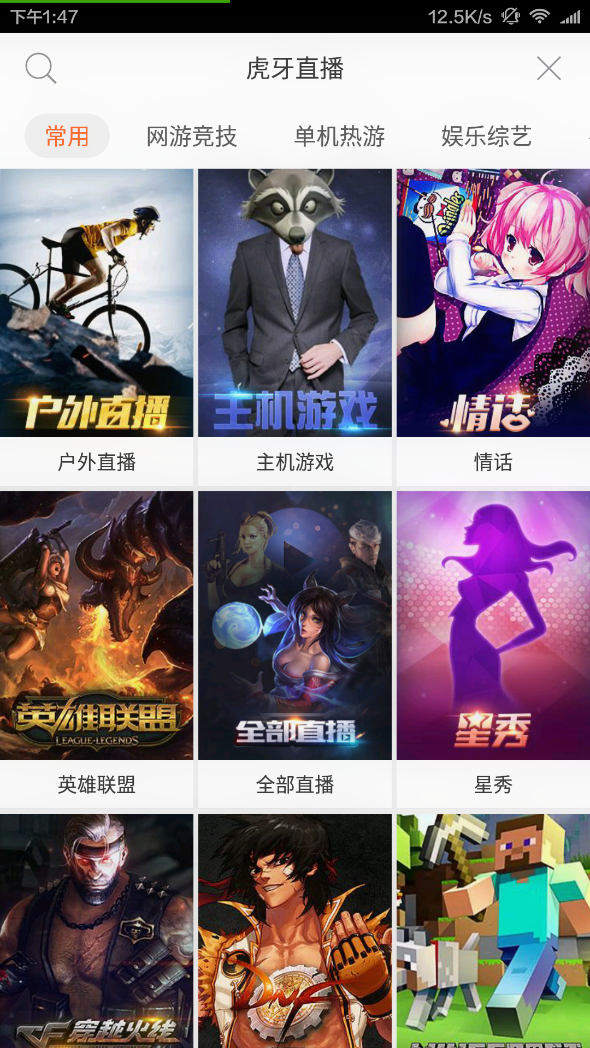 下午1:47
12.5K/s
虎牙直播
常用
网游竞技
单机热游
娱乐综艺
户外直播
主机游戏
情话
户外直播
主机游戏
情话
英雄联盟
LEAGUE·LEGENDS
全部直播
星秀
英雄联盟
全部直播
星秀
CF 穿越火线
DNF
MINECRAFT